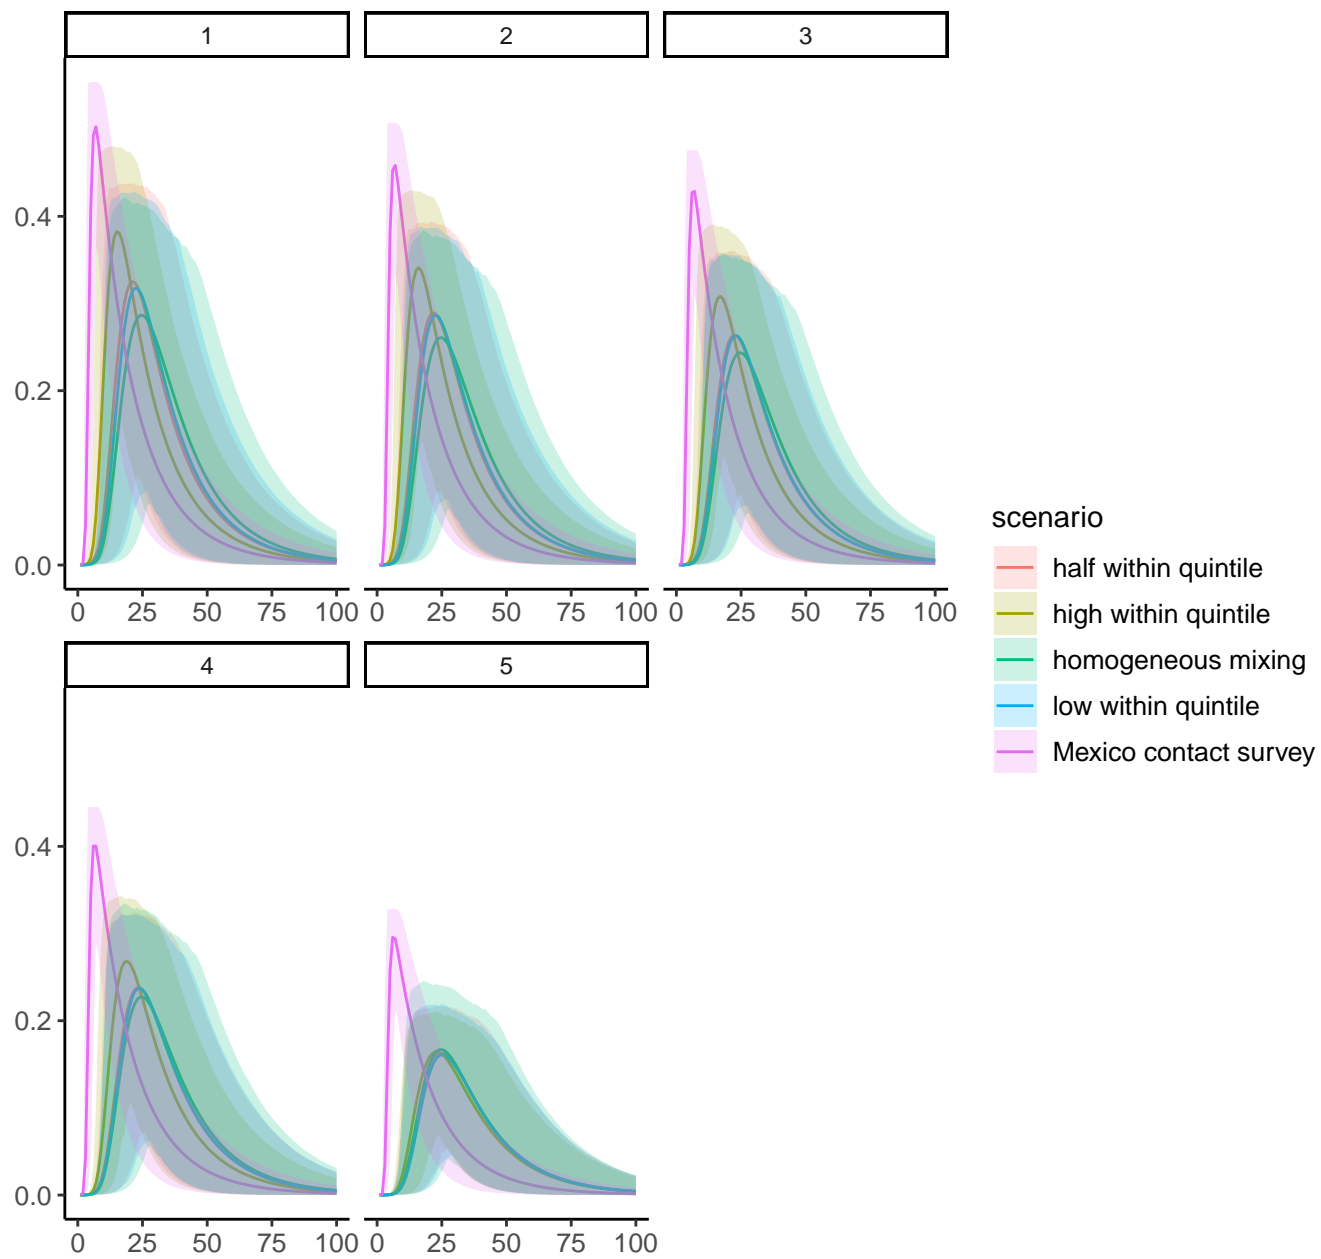 1 2 3
0.4
0.2
0.0
0 25 50 75 100 0 25 50 75 100 0 25 50 75 100
scenario
half within quintile
high within quintile
homogeneous mixing
low within quintile
Mexico contact survey
4 5
0.4
0.2
0.0
0 25 50 75 100 0 25 50 75 100